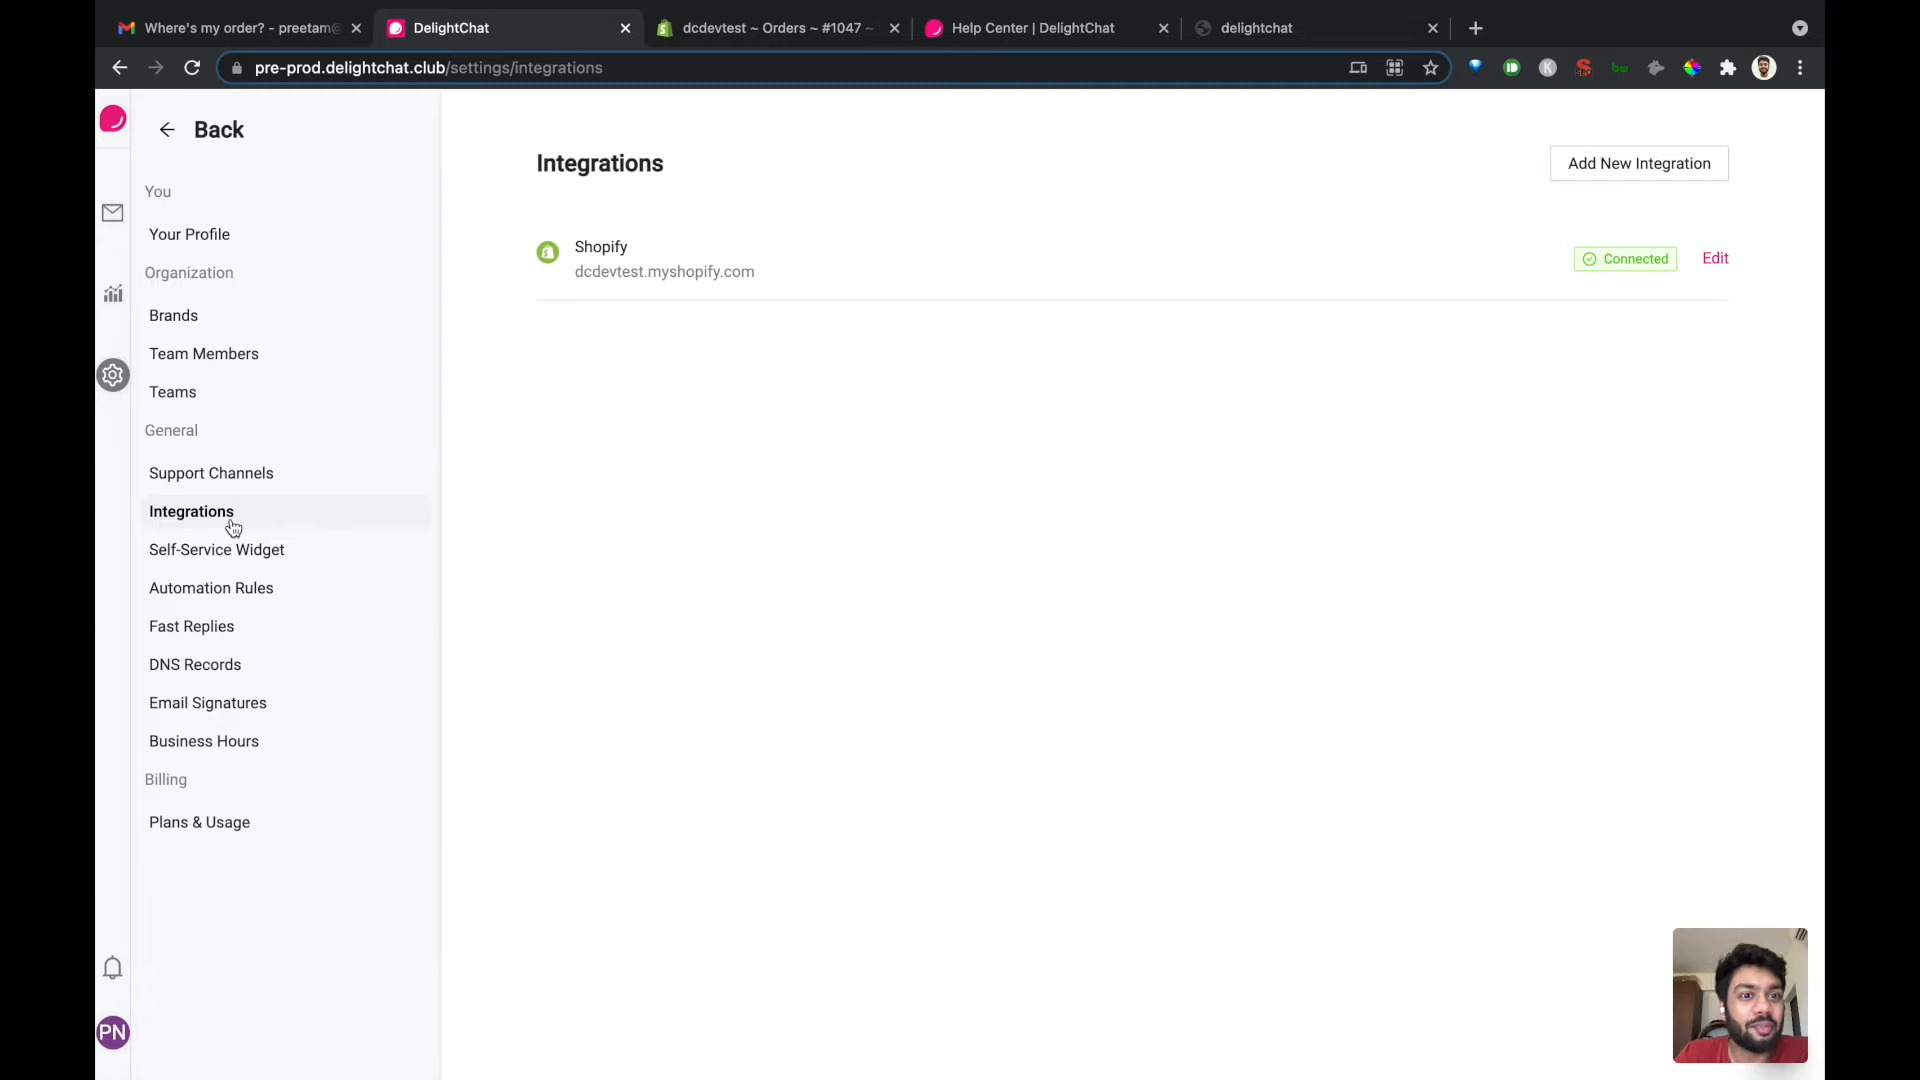 Where's my order? - preetam@
DelightChat
dcdevtest ~ Orders ~ #1047 ~
Help Center | DelightChat
delightchat
pre-prod.delightchat.club/settings/integrations
Back
You
Your Profile
Organization
Brands
Team Members
Teams
General
Support Channels
Integrations
Self-Service Widget
Automation Rules
Fast Replies
DNS Records
Email Signatures
Business Hours
Billing
Plans & Usage
PN
Integrations
Add New Integration
Shopify
dcdevtest.myshopify.com
Connected
Edit